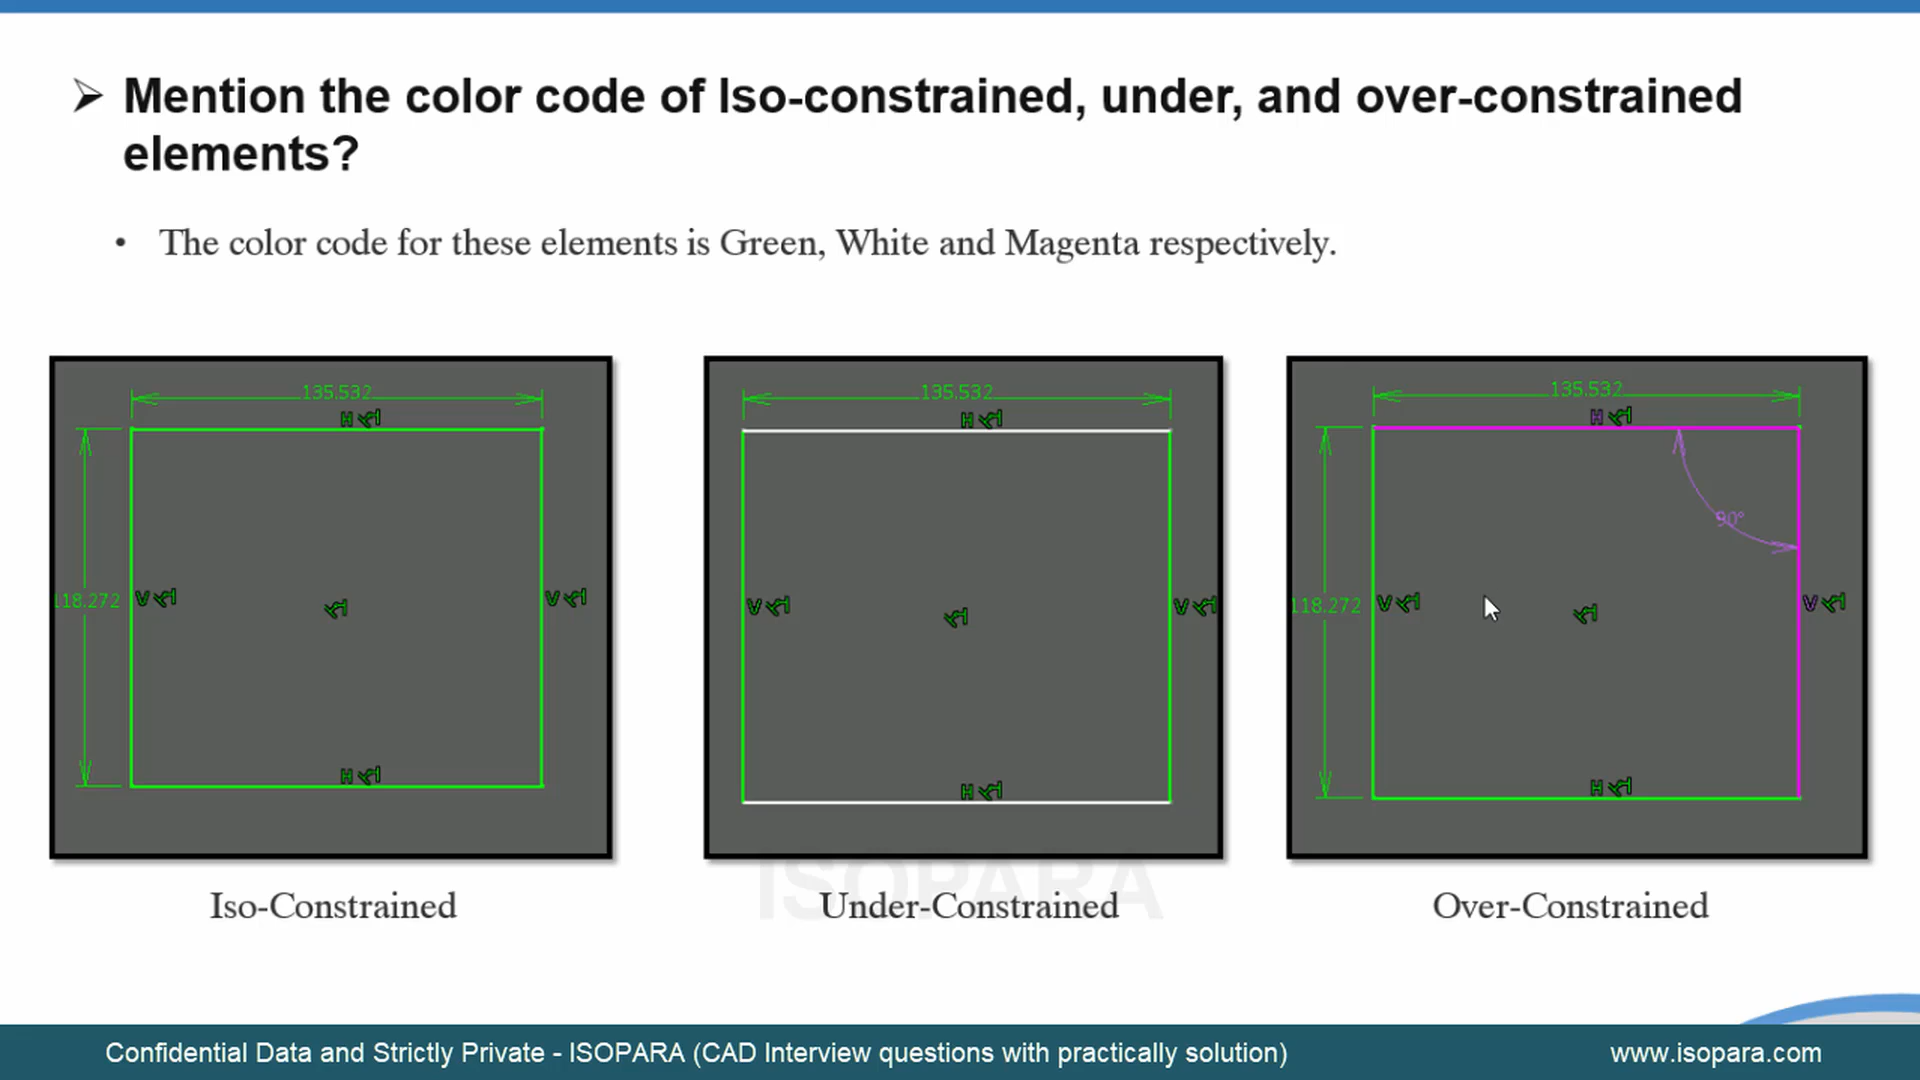 Mention the color code of Iso-constrained, under, and over-constrained
elements?
• The color code for these elements is Green, White and Magenta respectively.
135.532
H
118.272
V
V
H
135.532
H
V
V
H
135.532
H
90°
118.272
V
V
H
ISOPARA
Iso-Constrained
Under-Constrained
Over-Constrained
Confidential Data and Strictly Private - ISOPARA (CAD Interview questions with practically solution)
www.isopara.com